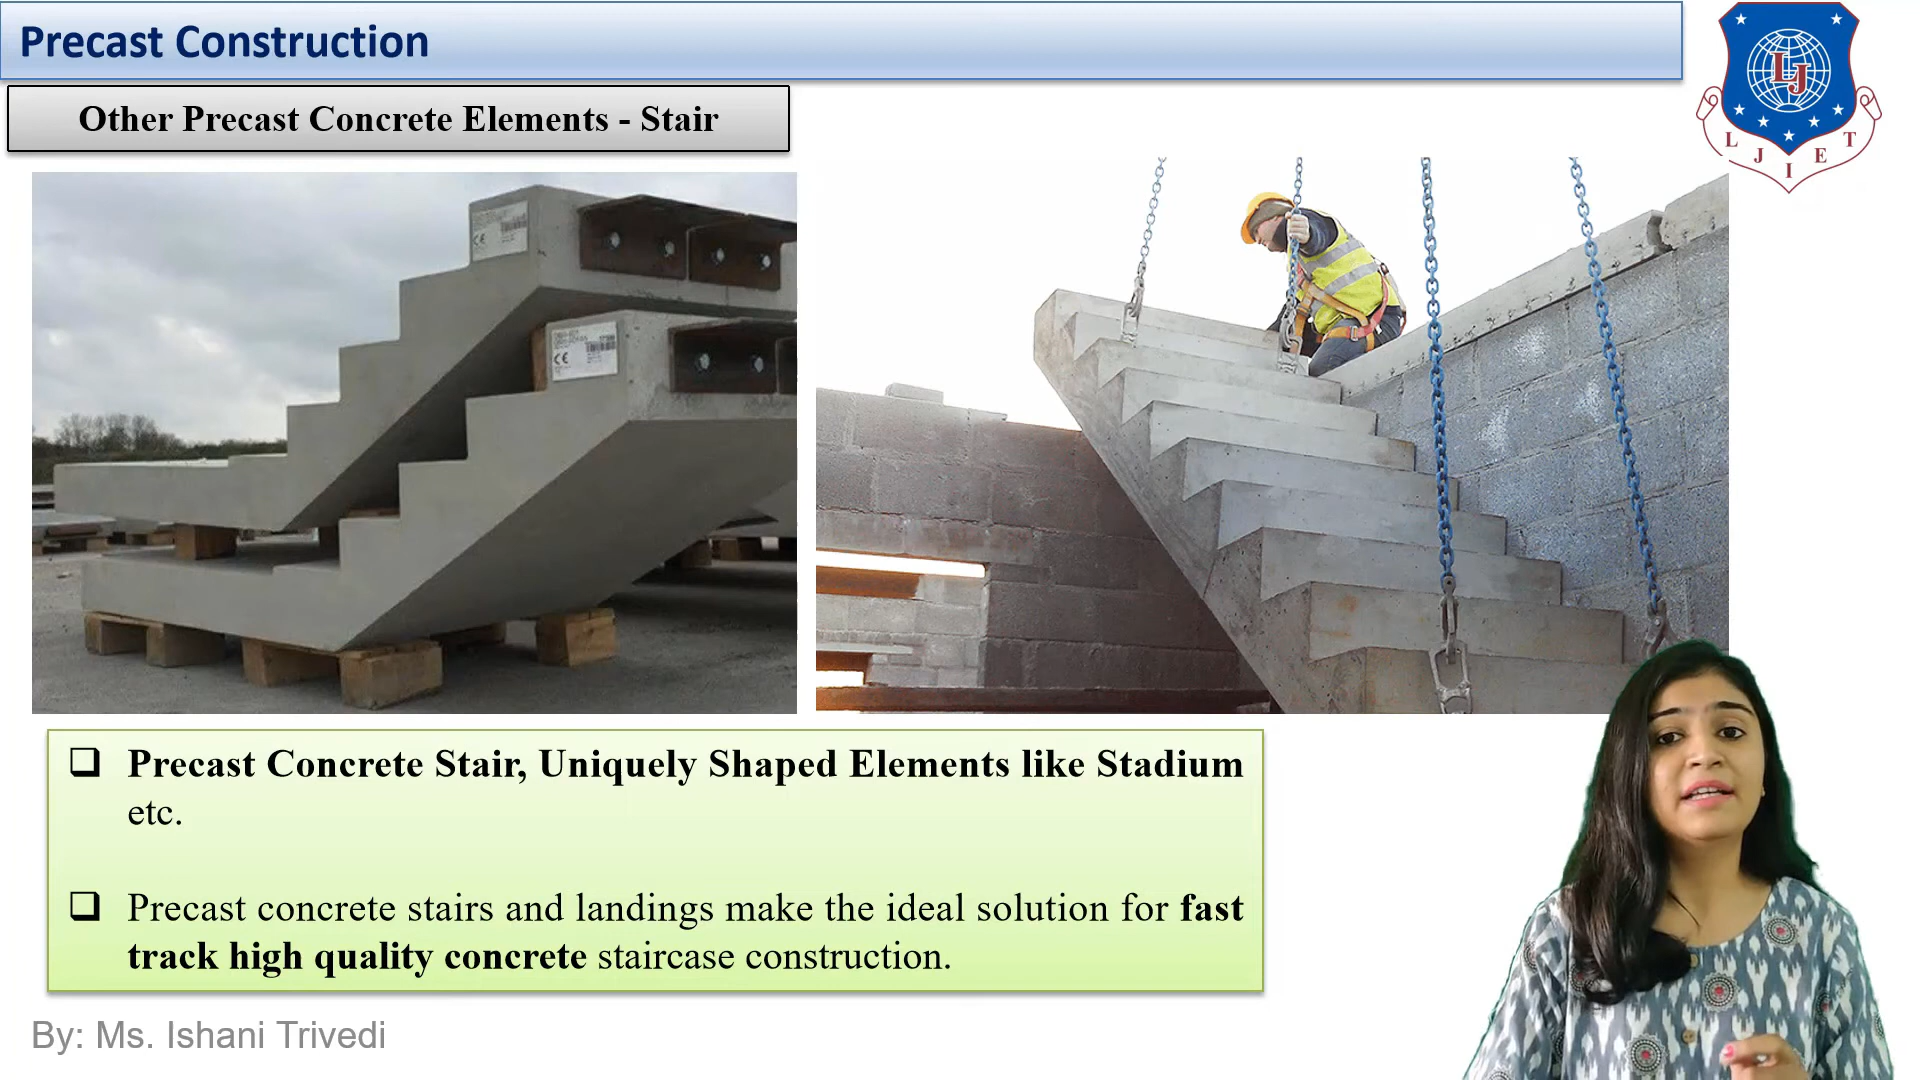 Precast Construction
Other Precast Concrete Elements - Stair
L J I E T
LJ
❑ Precast Concrete Stair, Uniquely Shaped Elements like Stadium
etc.
❑ Precast concrete stairs and landings make the ideal solution for fast
track high quality concrete staircase construction.
By: Ms. Ishani Trivedi